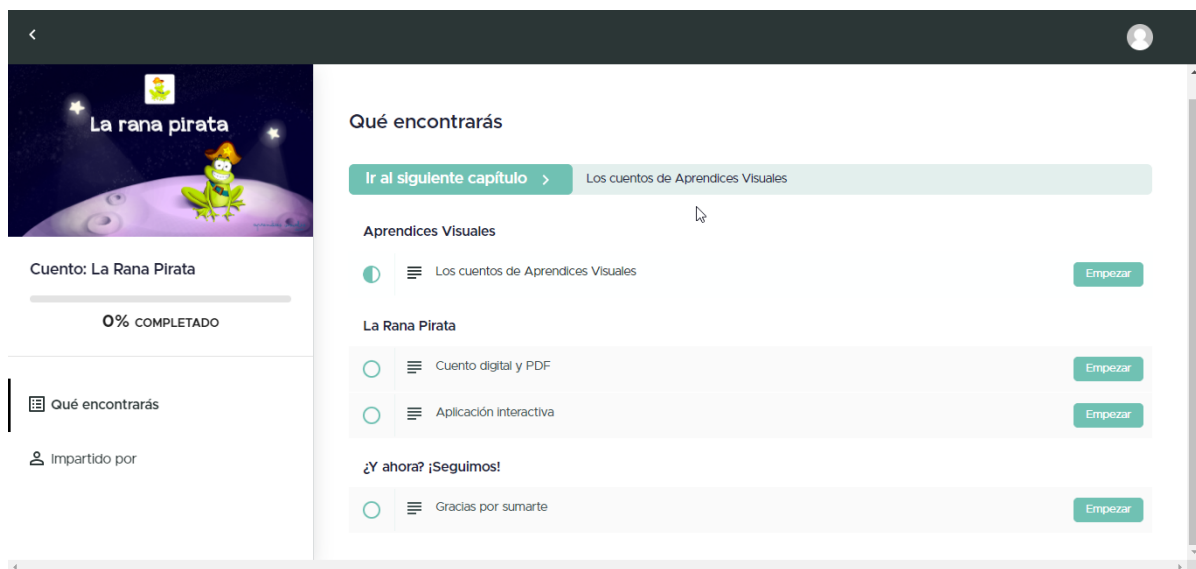 La rana pirata
Cuento: La Rana Pirata
0% COMPLETADO
Qué encontrarás
Impartido por
Qué encontrarás
Ir al siguiente capítulo >
Los cuentos de Aprendices Visuales
Aprendices Visuales
Los cuentos de Aprendices Visuales
Empezar
La Rana Pirata
Cuento digital y PDF
Empezar
Aplicación interactiva
Empezar
¿Y ahora? ¡Seguimos!
Gracias por sumarte
Empezar